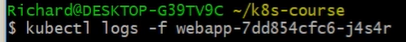 Richard@DESKTOP-G39TV9C ~/k8s-course
$ kubectl logs -f webapp-7dd854cfc6-j4s4r